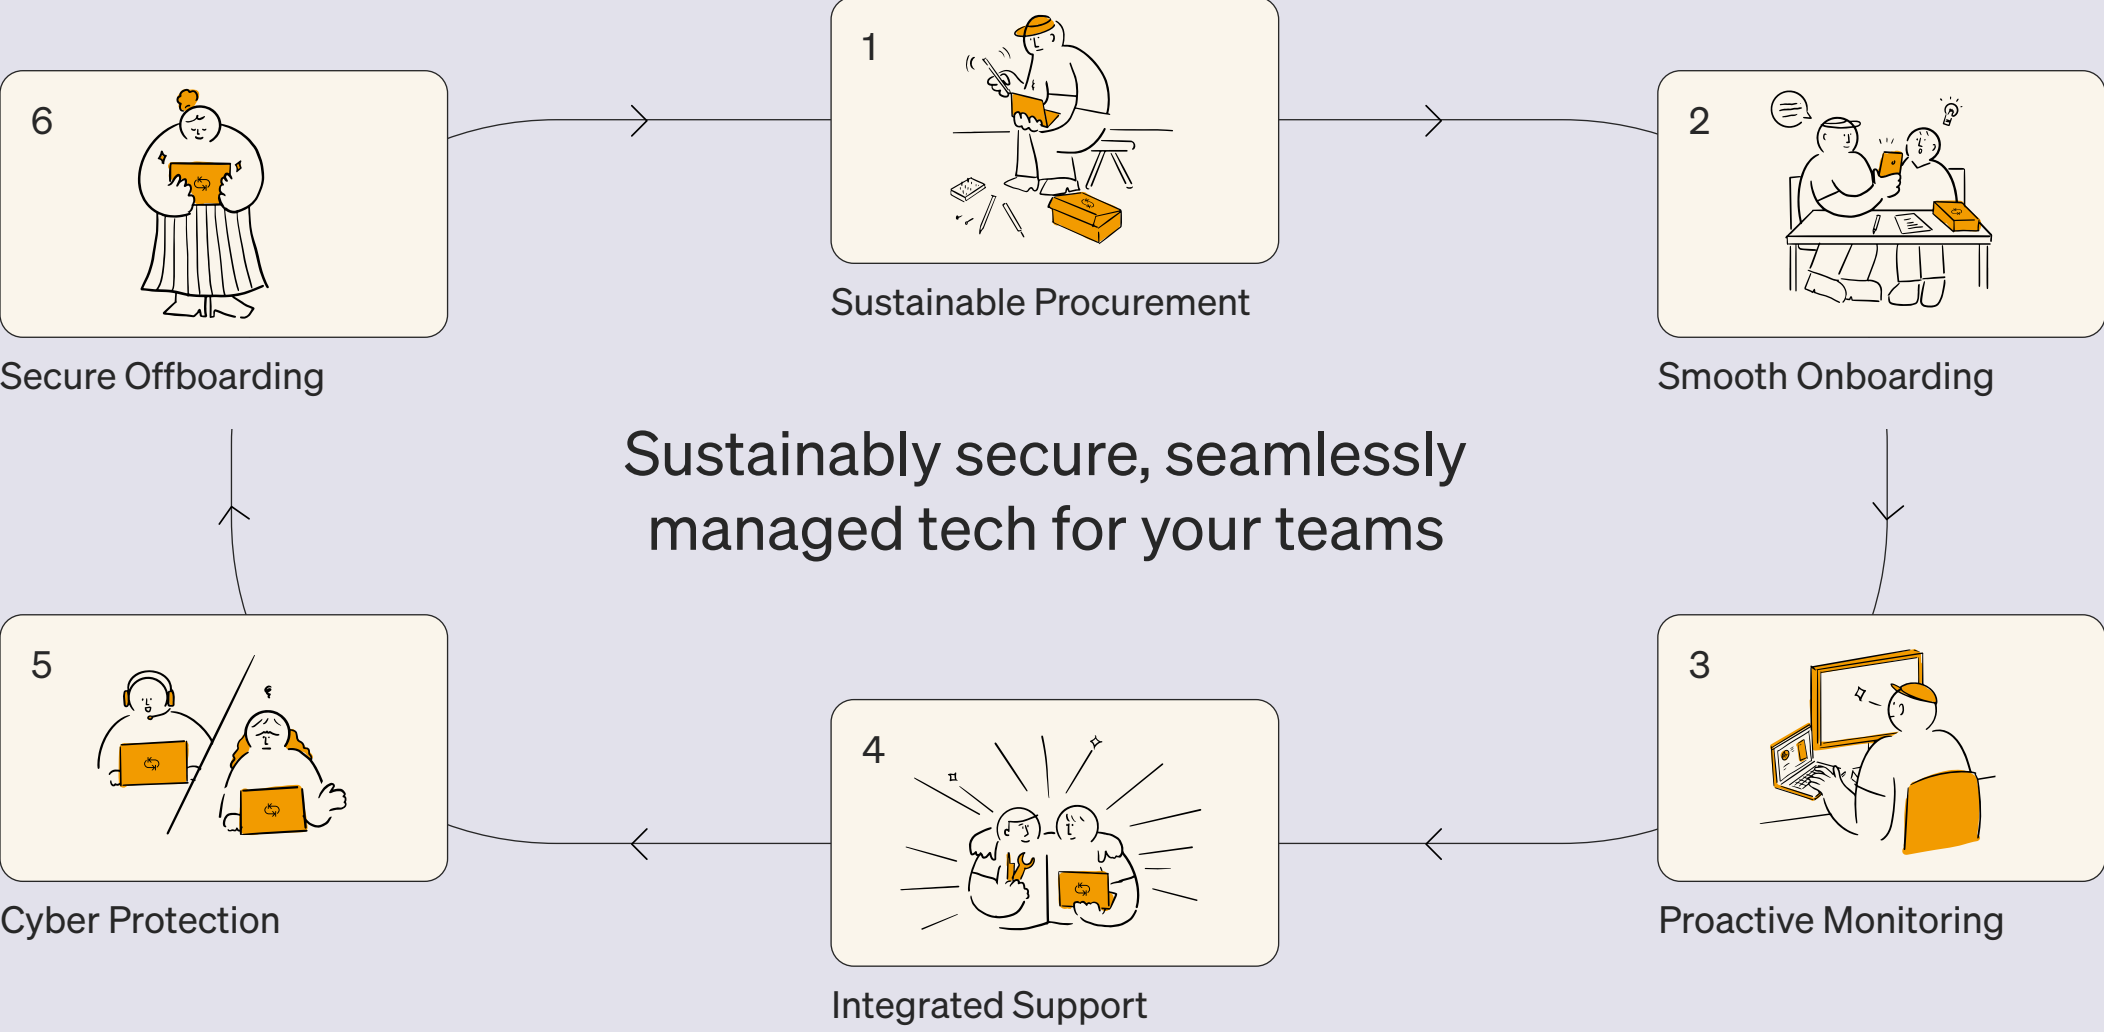 1
Sustainable Procurement
2
Smooth Onboarding
3
Proactive Monitoring
4
Integrated Support
5
Cyber Protection
6
Secure Offboarding
Sustainably secure, seamlessly
managed tech for your teams